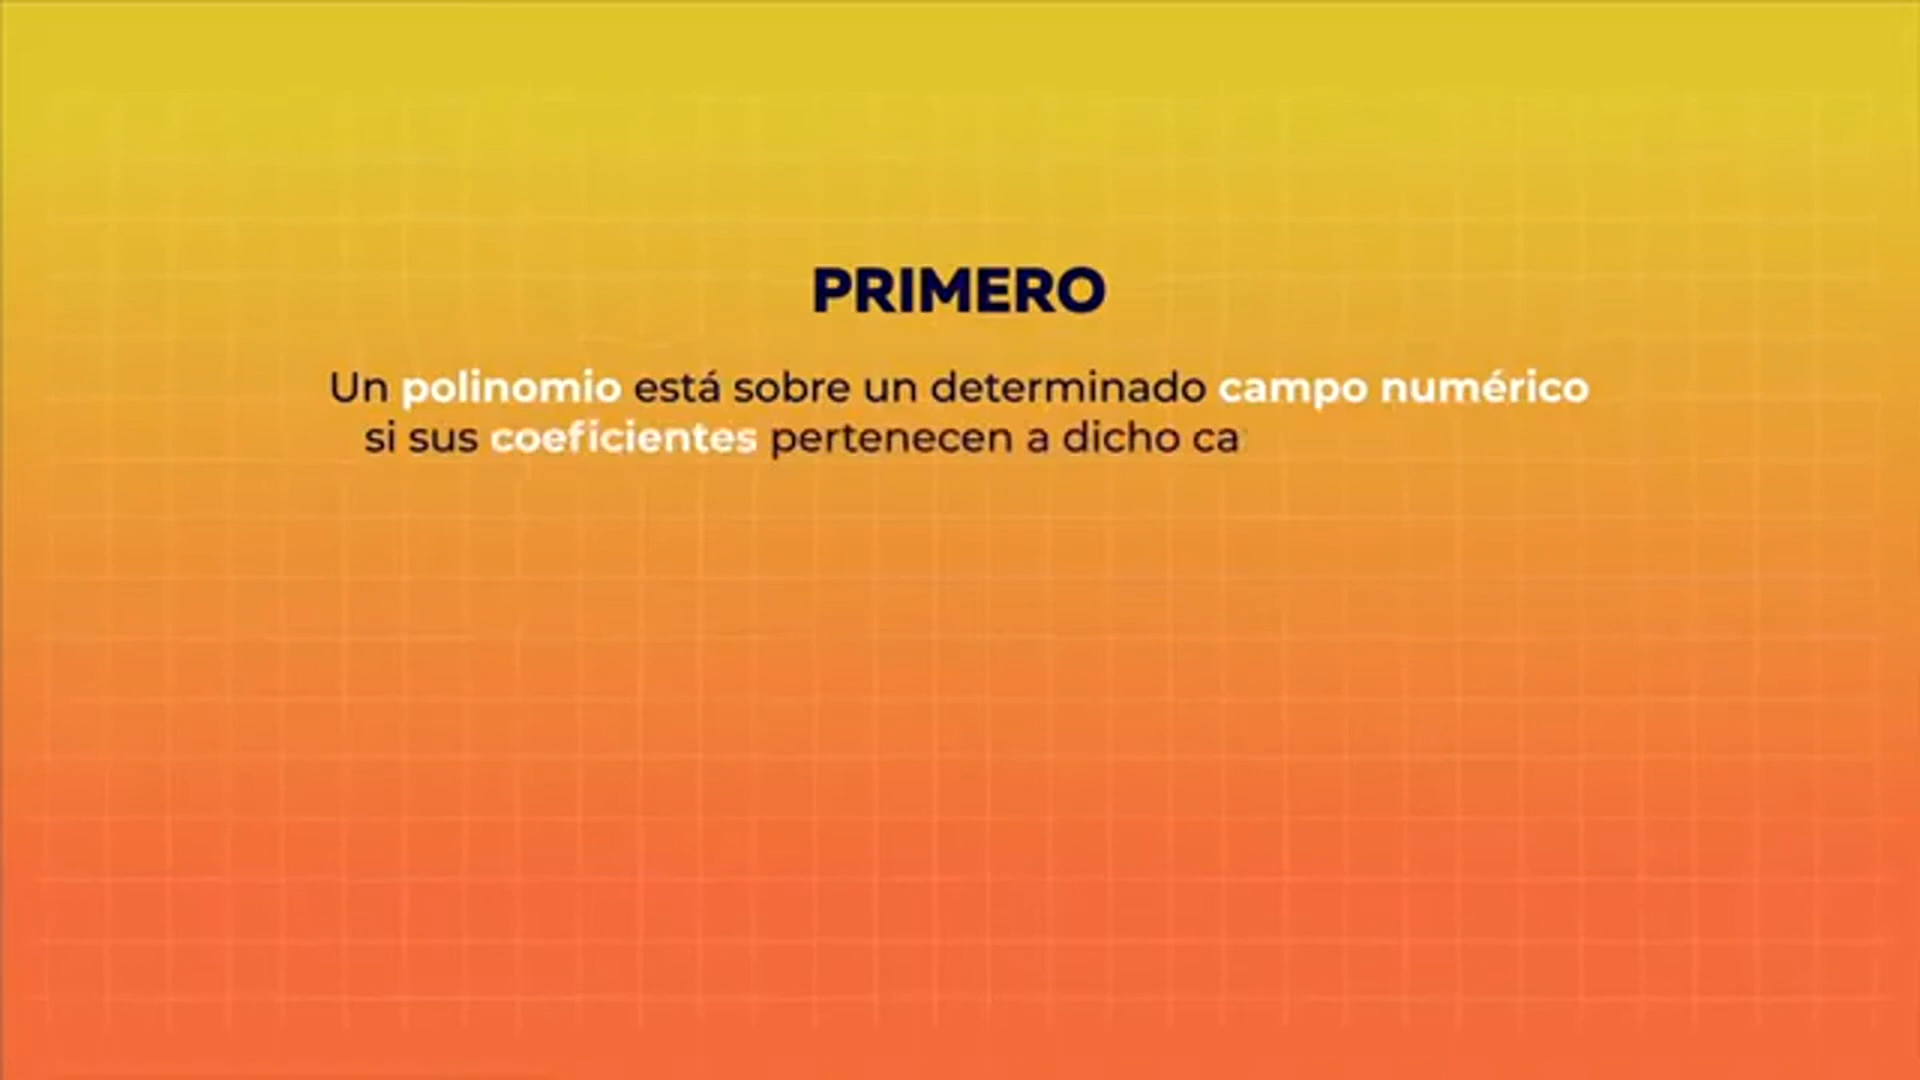 PRIMERO
Un polinomio está sobre un determinado campo numérico
si sus coeficientes pertenecen a dicho ca